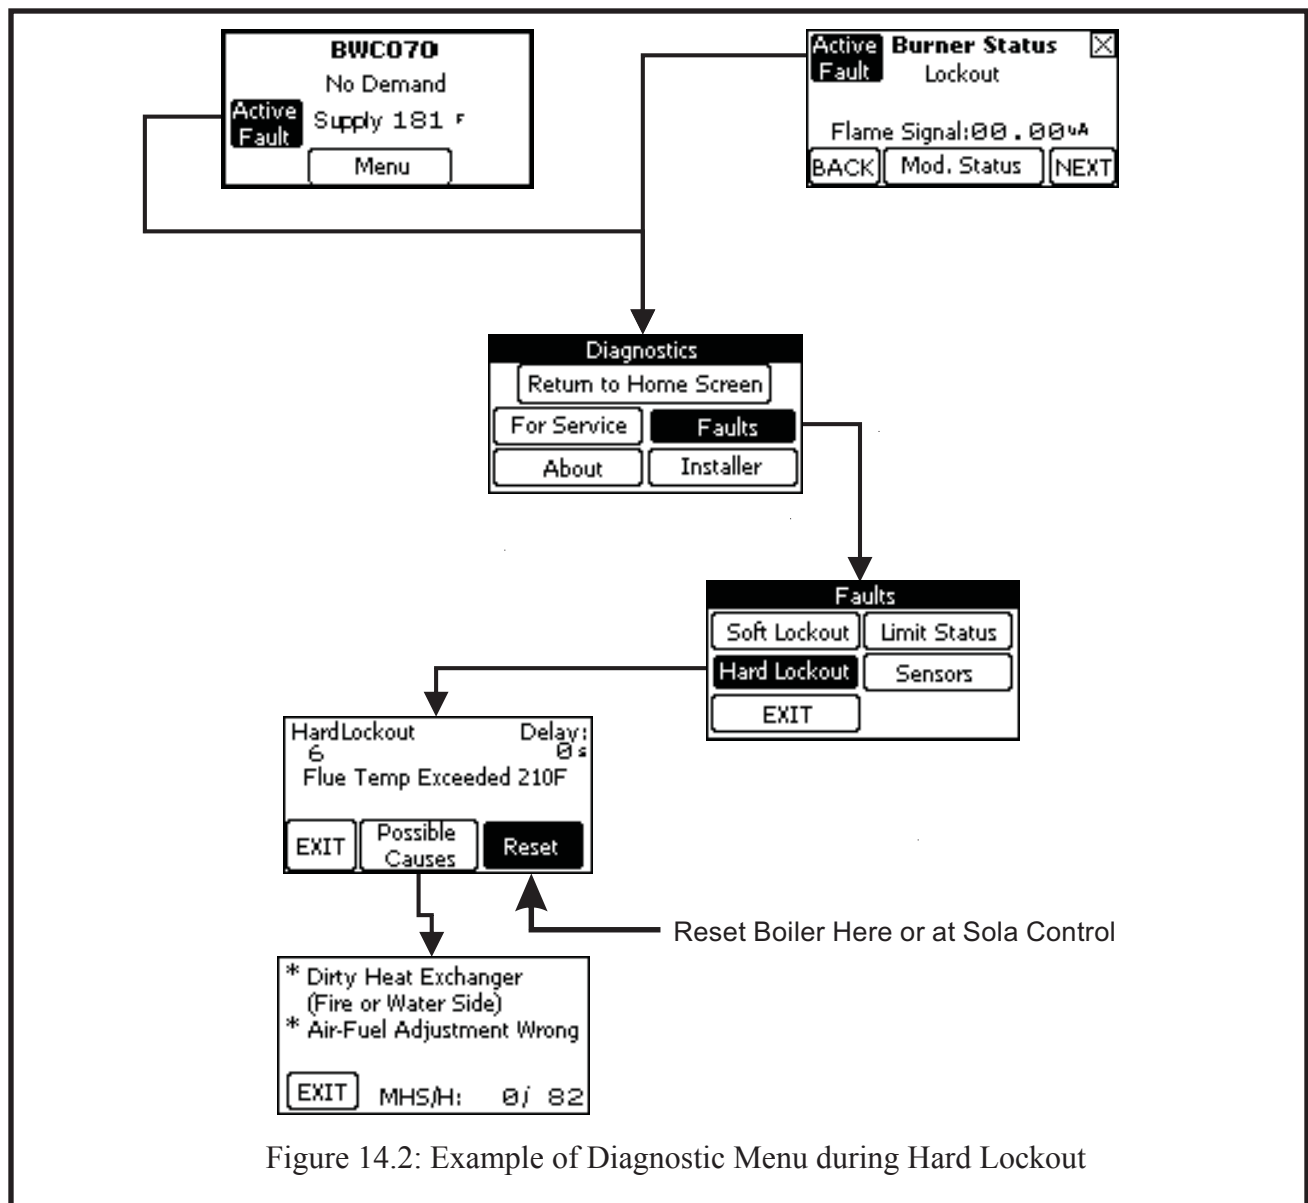 BWC070
No Demand
Active
Fault
Supply 181 F
Menu
Active
Fault
Burner Status
Lockout
Flame Signal:00.00uA
BACK
Mod. Status
NEXT
Diagnostics
Return to Home Screen
For Service
Faults
About
Installer
Faults
Soft Lockout
Limit Status
Hard Lockout
Sensors
EXIT
HardLockout
Delay:
6
0s
Flue Temp Exceeded 210F
EXIT
Possible
Causes
Reset
Reset Boiler Here or at Sola Control
* Dirty Heat Exchanger
(Fire or Water Side)
* Air-Fuel Adjustment Wrong
EXIT
MHS/H: 0/ 82
Figure 14.2: Example of Diagnostic Menu during Hard Lockout